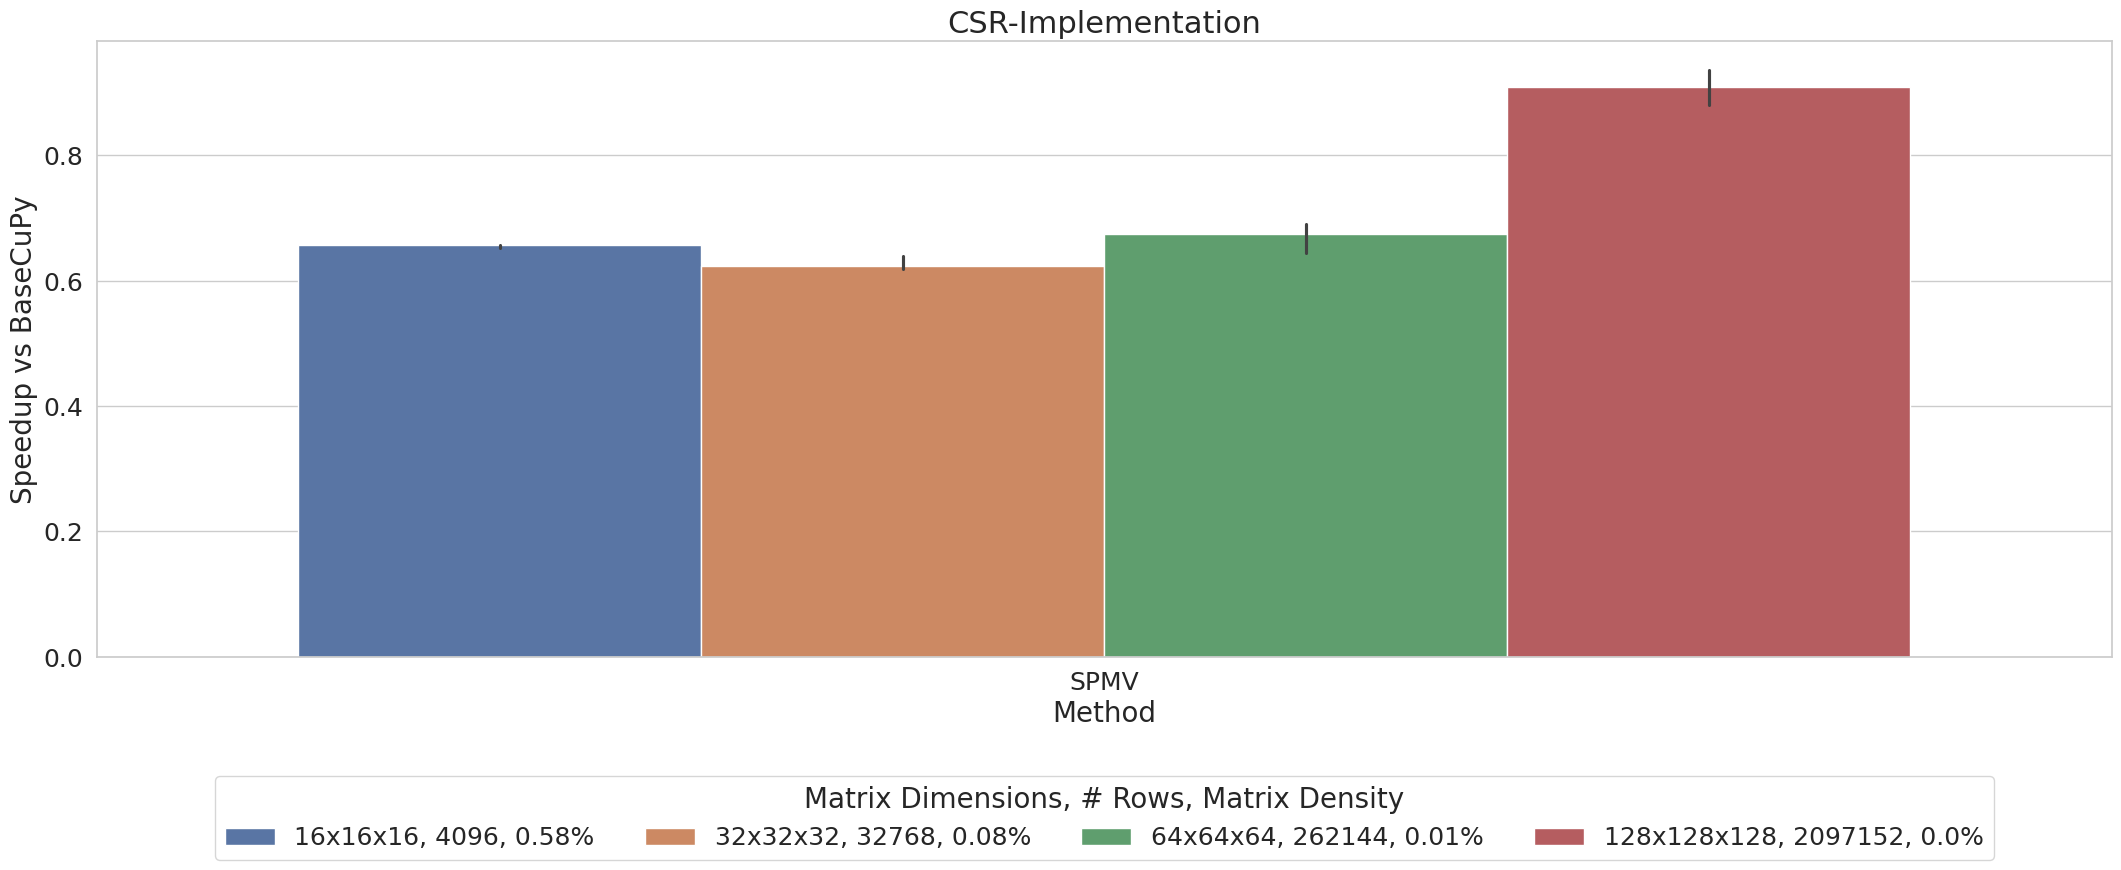 CSR-Implementation
Speedup vs BaseCuPy
0.8
0.6
0.4
0.2
0.0
SPMV
Method
Matrix Dimensions, # Rows, Matrix Density
16x16x16, 4096, 0.58% 32x32x32, 32768, 0.08% 64x64x64, 262144, 0.01% 128x128x128, 2097152, 0.0%